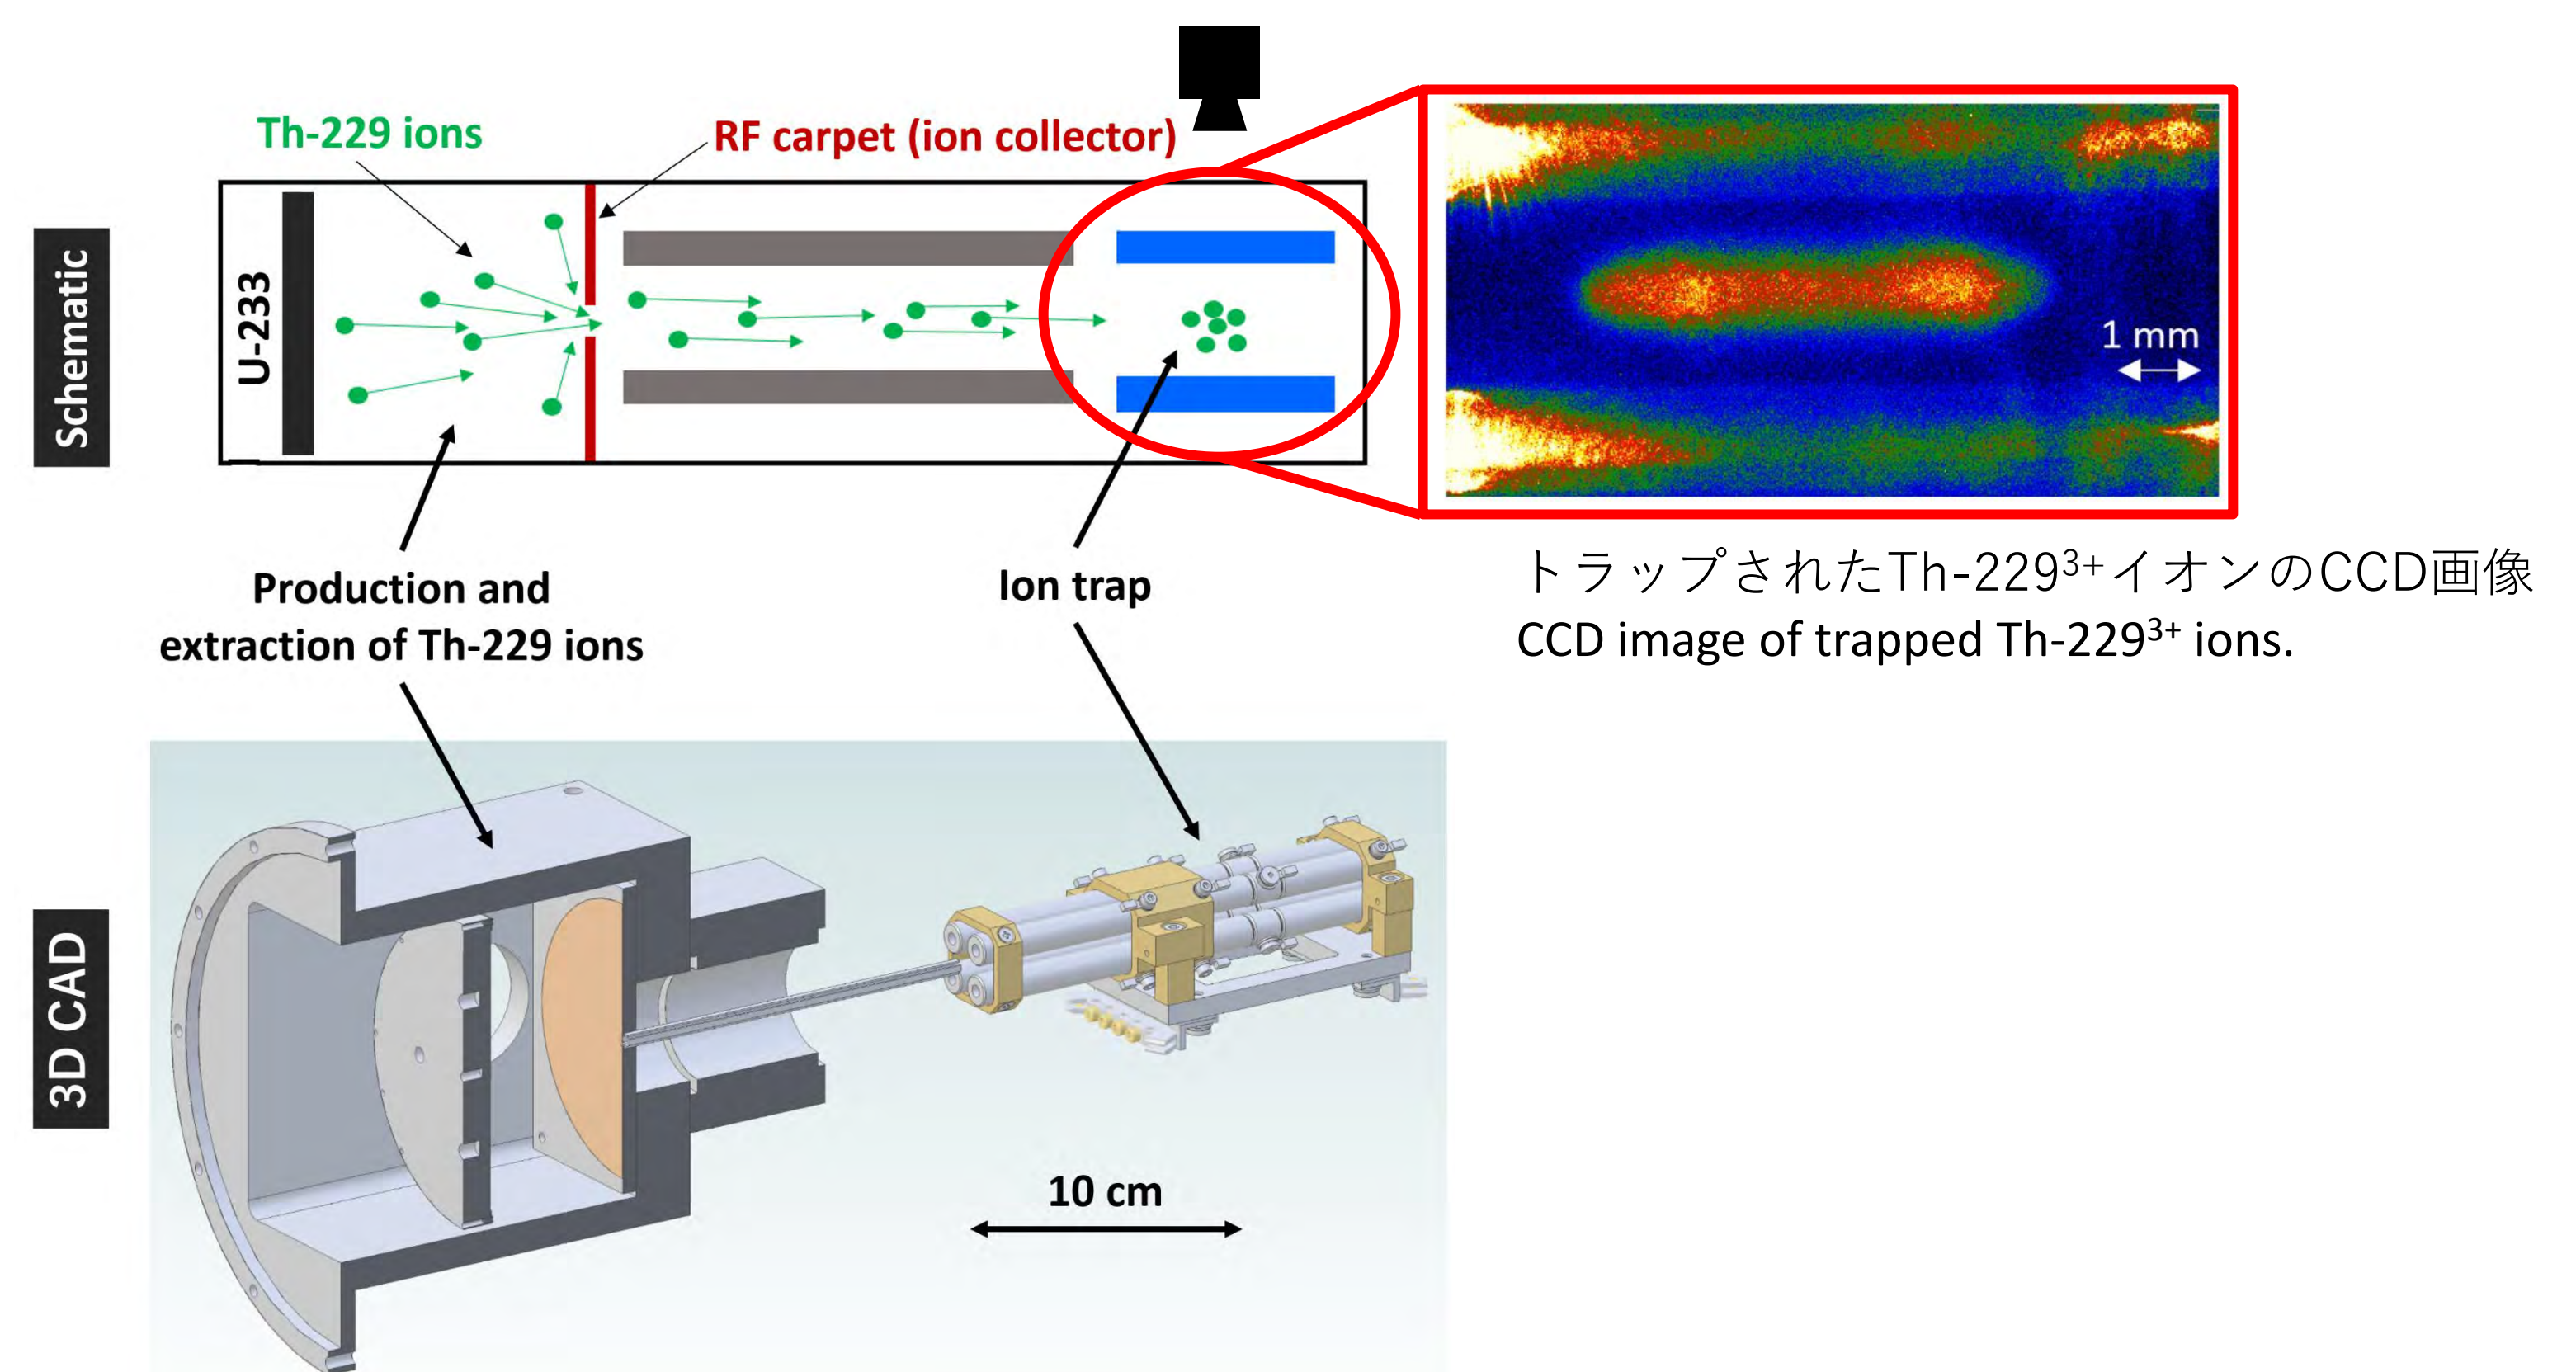 Th-229 ions
RF carpet (ion collector)
Schematic
U-233
1 mm
Production and
extraction of Th-229 ions
Ion trap
トラップされたTh-229³⁺イオンのCCD画像
CCD image of trapped Th-229³⁺ ions.
3D CAD
10 cm